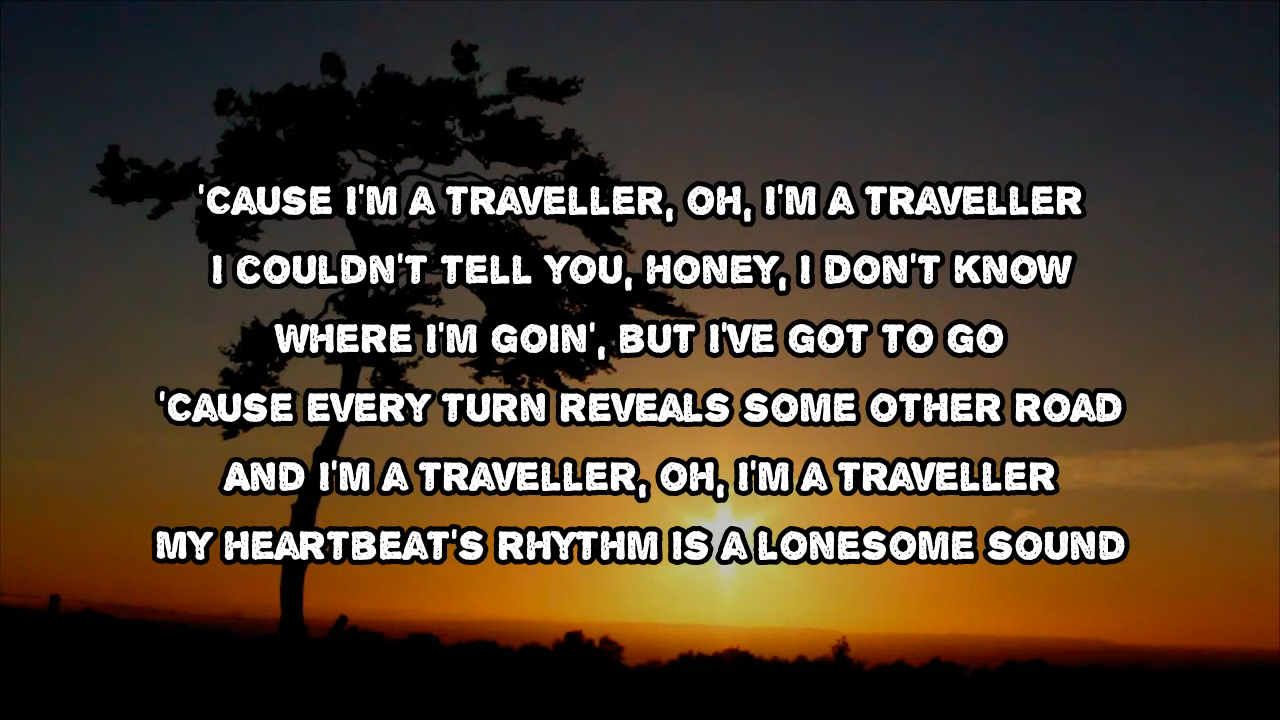 'CAUSE I'M A TRAVELLER, OH, I'M A TRAVELLER
I COULDN'T TELL YOU, HONEY, I DON'T KNOW
WHERE I'M GOIN', BUT I'VE GOT TO GO
'CAUSE EVERY TURN REVEALS SOME OTHER ROAD
AND I'M A TRAVELLER, OH, I'M A TRAVELLER
MY HEARTBEAT'S RHYTHM IS A LONESOME SOUND